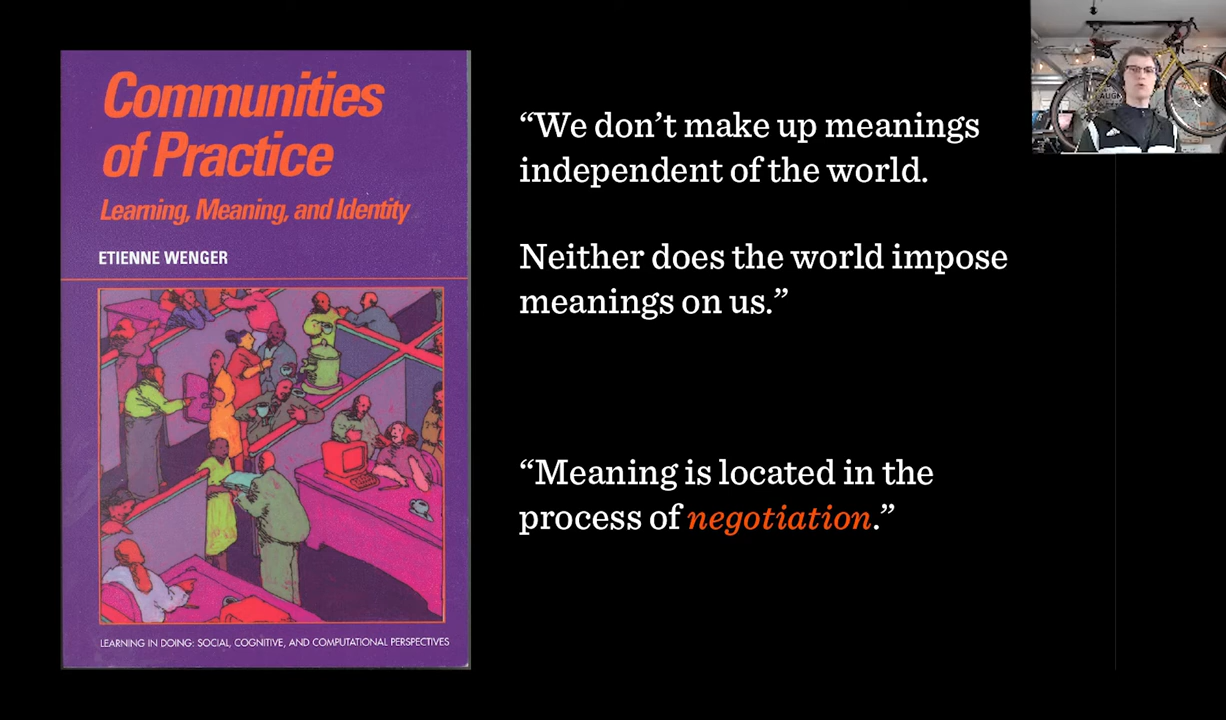 Communities
of Practice
Learning, Meaning, and Identity
ETIENNE WENGER
LEARNING IN DOING: SOCIAL, COGNITIVE, AND COMPUTATIONAL PERSPECTIVES
“We don’t make up meanings
independent of the world.
Neither does the world impose
meanings on us.”
“Meaning is located in the
process of negotiation.”